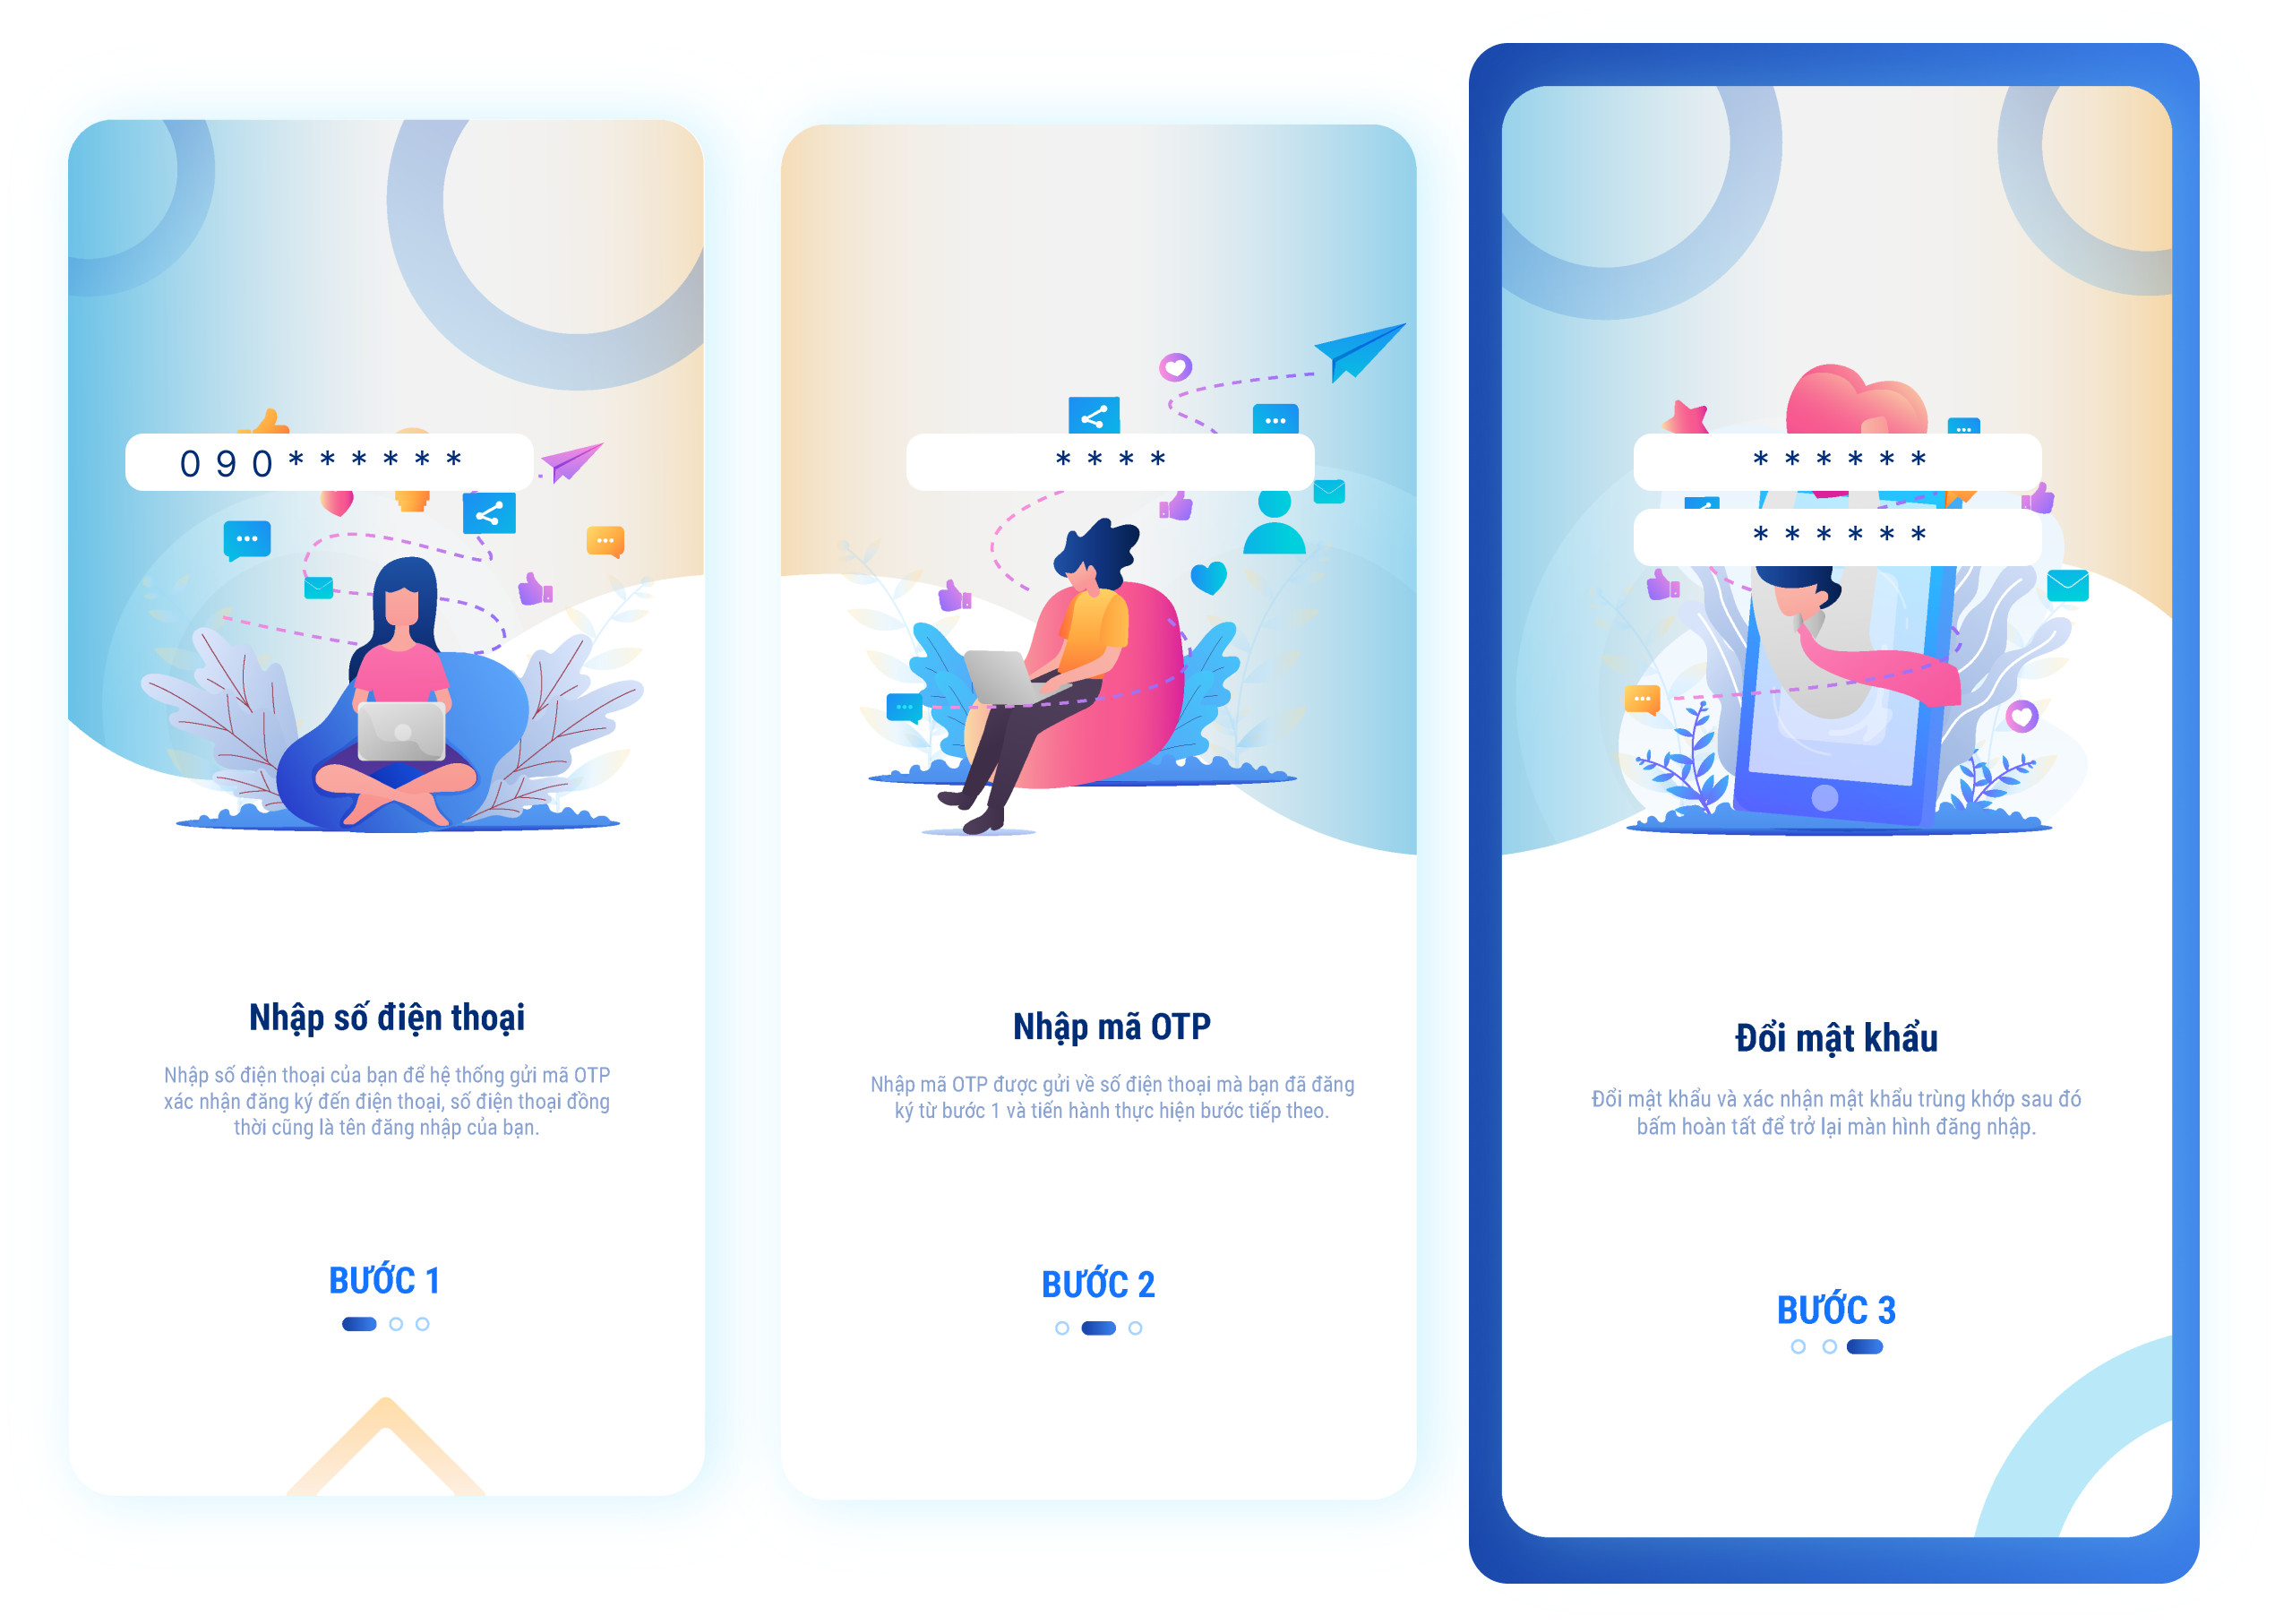 090******
Nhập số điện thoại
Nhập số điện thoại của bạn để hệ thống gửi mã OTP
xác nhận đăng ký đến điện thoại, số điện thoại đồng
thời cũng là tên đăng nhập của bạn.
BƯỚC 1
****
Nhập mã OTP
Nhập mã OTP được gửi về số điện thoại mà bạn đã đăng
ký từ bước 1 và tiến hành thực hiện bước tiếp theo.
BƯỚC 2
******
******
Đổi mật khẩu
Đổi mật khẩu và xác nhận mật khẩu trùng khớp sau đó
bấm hoàn tất để trở lại màn hình đăng nhập.
BƯỚC 3